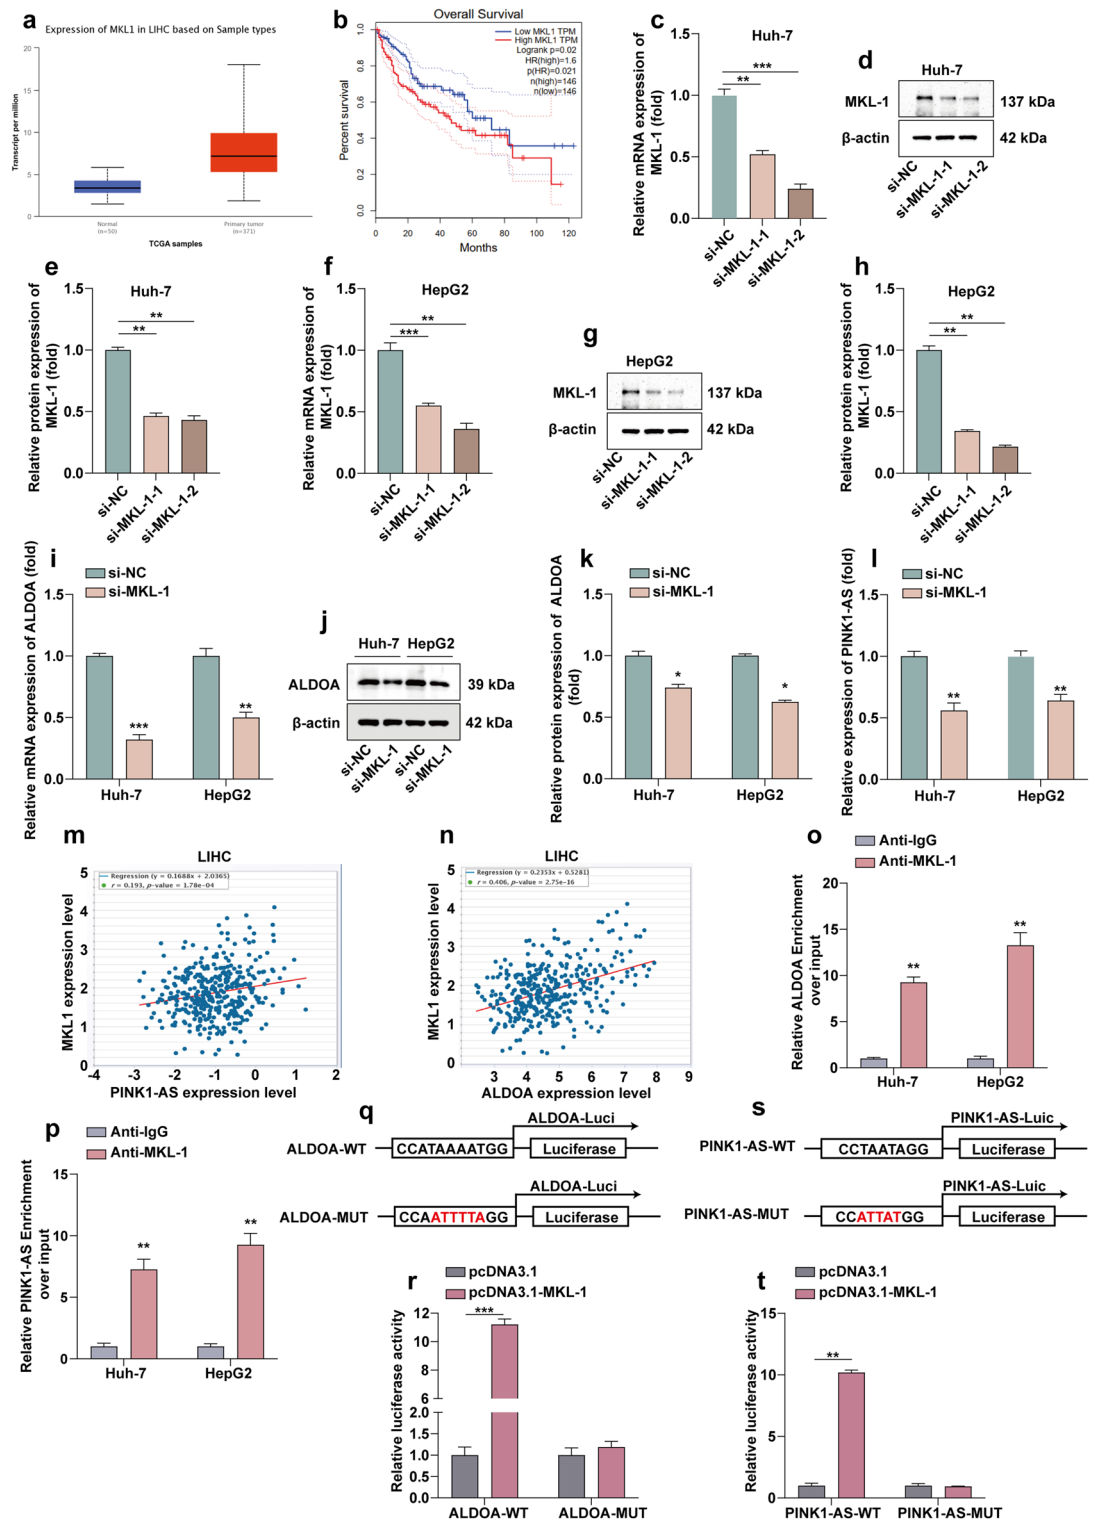 a
Expression of MKL1 in LIHC based on Sample types
Transcript per million
20
15
10
5
0
Normal
(n=50)
Primary tumor
(n=371)
TCGA samples
b
Overall Survival
Low MKL1 TPM
High MKL1 TPM
Logrank p=0.02
HR(high)=1.6
p(HR)=0.021
n(high)=146
n(low)=146
Percent survival
1.0
0.8
0.6
0.4
0.2
0.0
0 20 40 60 80 100 120
Months
c
Huh-7
Relative mRNA expression of
MKL-1 (fold)
1.5
1.0
0.5
0.0
***
**
si-NC
si-MKL-1-1
si-MKL-1-2
d
Huh-7
MKL-1
137 kDa
β-actin
42 kDa
si-NC
si-MKL-1-1
si-MKL-1-2
e
Huh-7
Relative protein expression of
MKL-1 (fold)
1.5
1.0
0.5
0.0
**
**
si-NC
si-MKL-1-1
si-MKL-1-2
f
HepG2
Relative mRNA expression of
MKL-1 (fold)
1.5
1.0
0.5
0.0
**
***
si-NC
si-MKL-1-1
si-MKL-1-2
g
HepG2
MKL-1
137 kDa
β-actin
42 kDa
si-NC
si-MKL-1-1
si-MKL-1-2
h
HepG2
Relative protein expression of
MKL-1 (fold)
1.5
1.0
0.5
0.0
**
**
si-NC
si-MKL-1-1
si-MKL-1-2
i
si-NC
si-MKL-1
Relative mRNA expression of ALDOA (fold)
1.5
1.0
0.5
0.0
***
**
Huh-7
HepG2
j
Huh-7 HepG2
ALDOA
39 kDa
β-actin
42 kDa
si-NC
si-MKL-1
si-NC
si-MKL-1
k
si-NC
si-MKL-1
Relative protein expression of ALDOA
(fold)
1.5
1.0
0.5
0.0
*
*
Huh-7
HepG2
l
si-NC
si-MKL-1
Relative expression of PINK1-AS (fold)
1.5
1.0
0.5
0.0
**
**
Huh-7
HepG2
m
LIHC
Regression (y = 0.1688x + 2.0365)
r = 0.193, p-value = 1.78e-04
MKL1 expression level
5
4
3
2
1
0
-4 -3 -2 -1 0 1 2
PINK1-AS expression level
n
LIHC
Regression (y = 0.2353x + 0.5281)
r = 0.406, p-value = 2.75e-16
MKL1 expression level
5
4
3
2
1
0
3 4 5 6 7 8 9
ALDOA expression level
o
Anti-IgG
Anti-MKL-1
Relative ALDOA Enrichment
over input
20
15
10
5
0
**
**
Huh-7
HepG2
p
Anti-IgG
Anti-MKL-1
Relative PINK1-AS Enrichment
over input
15
10
5
0
**
**
Huh-7
HepG2
q
ALDOA-Luci
ALDOA-WT
CCATAAAATGG
Luciferase
ALDOA-Luci
ALDOA-MUT
CCAATTTTAGG
Luciferase
r
pcDNA3.1
pcDNA3.1-MKL-1
Relative luciferase activity
12
10
8
6
2.0
1.5
1.0
0.5
0.0
***
ALDOA-WT
ALDOA-MUT
s
PINK1-AS-Luic
PINK1-AS-WT
CCTAATAGG
Luciferase
PINK1-AS-Luic
PINK1-AS-MUT
CCATTATGG
Luciferase
t
pcDNA3.1
pcDNA3.1-MKL-1
Relative luciferase activity
15
10
5
0
**
PINK1-AS-WT
PINK1-AS-MUT